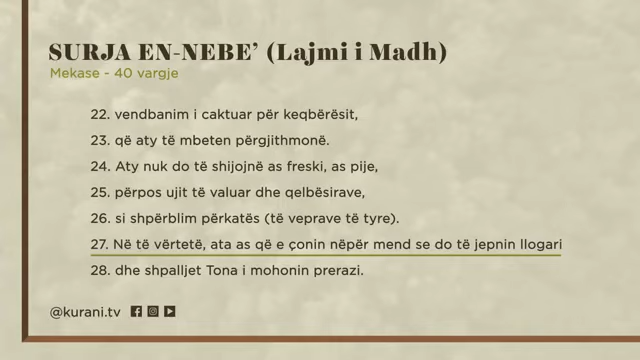 SURJA EN-NEBE’ (Lajmi i Madh)
Mekase - 40 vargje
22. vendbanim i caktuar për keqbërësit,
23. që aty të mbeten përgjithmonë.
24. Aty nuk do të shijojnë as freski, as pije,
25. përpos ujit të valuar dhe qelbësirave,
26. si shpërblim përkatës (të veprave të tyre).
27. Në të vërtetë, ata as që e çonin nëpër mend se do të jepnin llogari
28. dhe shpalljet Tona i mohonin prerazi.
@kurani.tv